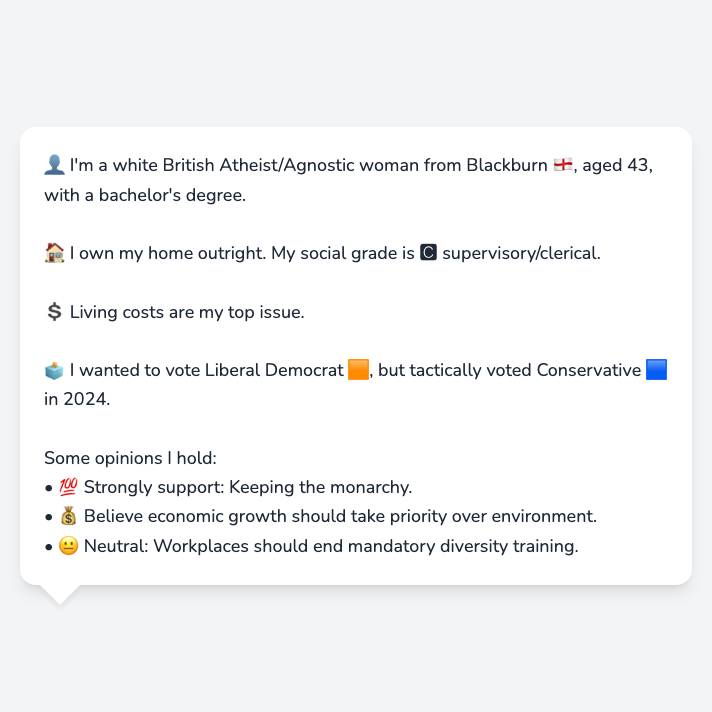 👤 I'm a white British Atheist/Agnostic woman from Blackburn 🏴󠁧󠁢󠁥󠁮󠁧󠁿, aged 43,
with a bachelor's degree.
🏠 I own my home outright. My social grade is 🅲 supervisory/clerical.
💲 Living costs are my top issue.
🗳️ I wanted to vote Liberal Democrat 🟧, but tactically voted Conservative 🟦
in 2024.
Some opinions I hold:
• 💯 Strongly support: Keeping the monarchy.
• 💰 Believe economic growth should take priority over environment.
• 😐 Neutral: Workplaces should end mandatory diversity training.